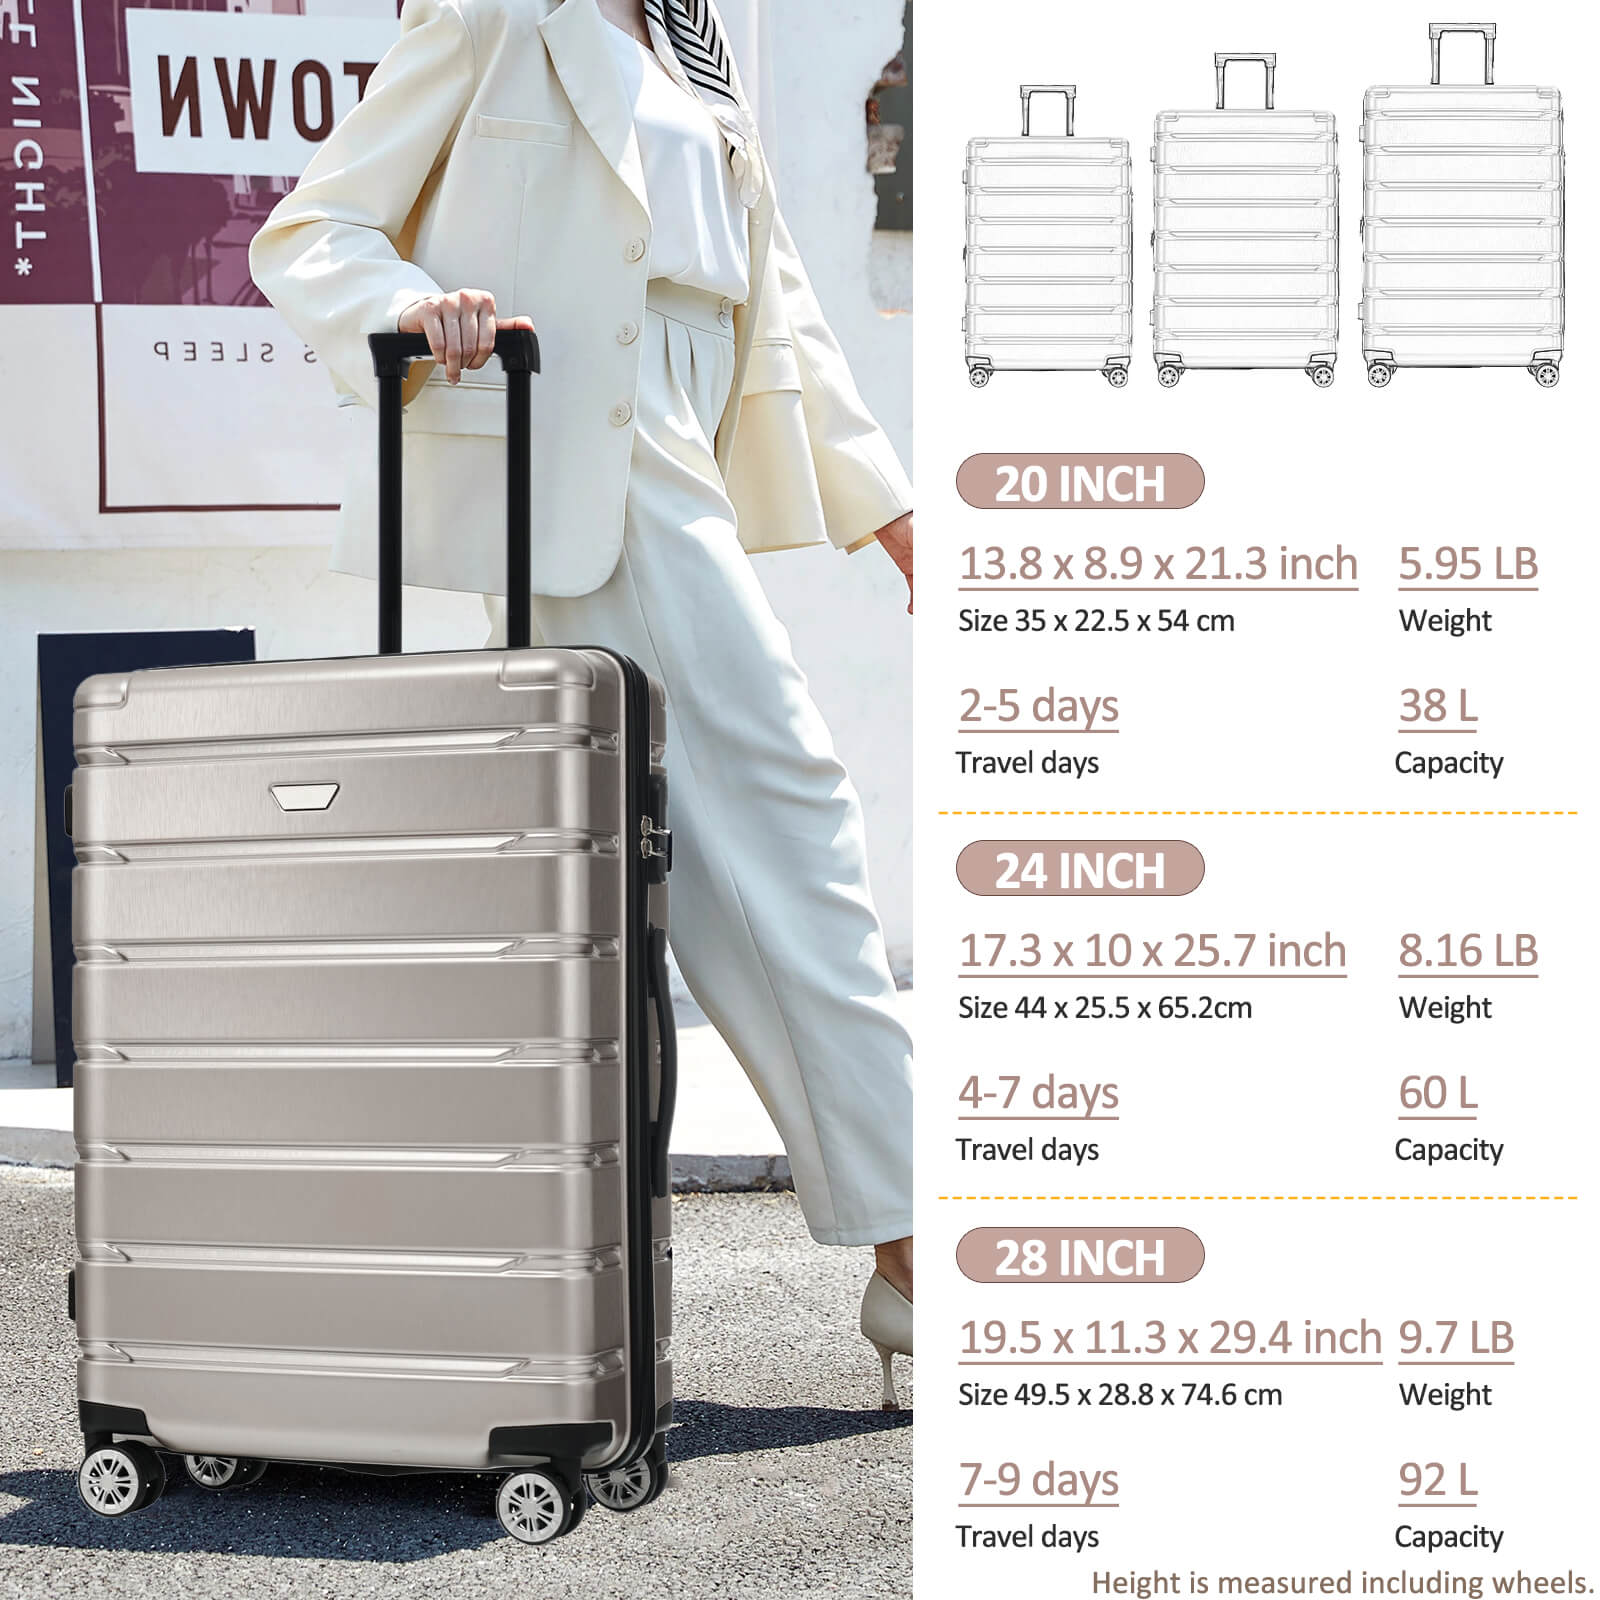 NIGHT*
TOWN
S SLEEP
20 INCH
13.8 x 8.9 x 21.3 inch 5.95 LB
Size 35 x 22.5 x 54 cm Weight
2-5 days 38 L
Travel days Capacity
24 INCH
17.3 x 10 x 25.7 inch 8.16 LB
Size 44 x 25.5 x 65.2cm Weight
4-7 days 60 L
Travel days Capacity
28 INCH
19.5 x 11.3 x 29.4 inch 9.7 LB
Size 49.5 x 28.8 x 74.6 cm Weight
7-9 days 92 L
Travel days Capacity
Height is measured including wheels.